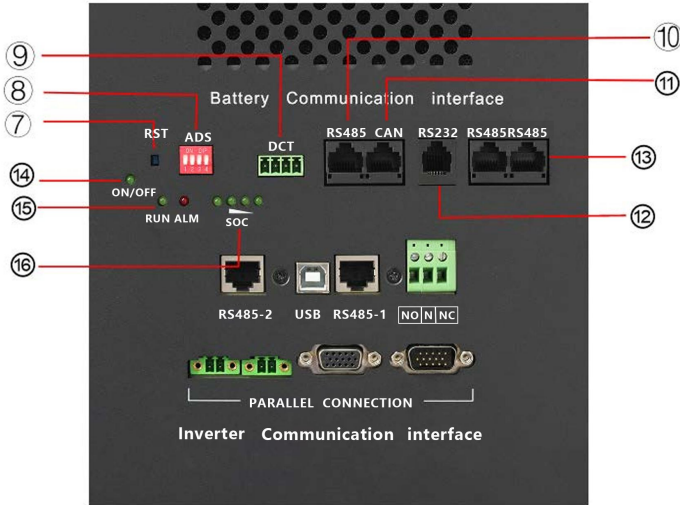 ⑩
⑨
⑪
⑧
Battery Communication interface
⑦
RST ADS DCT RS485 CAN RS232 RS485 RS485
ON DIP
1 2 3 4
⑬
⑭
ON/OFF
⑮
RUN ALM SOC
⑫
⑯
RS485-2 USB RS485-1 NO N NC
PARALLEL CONNECTION
Inverter Communication interface